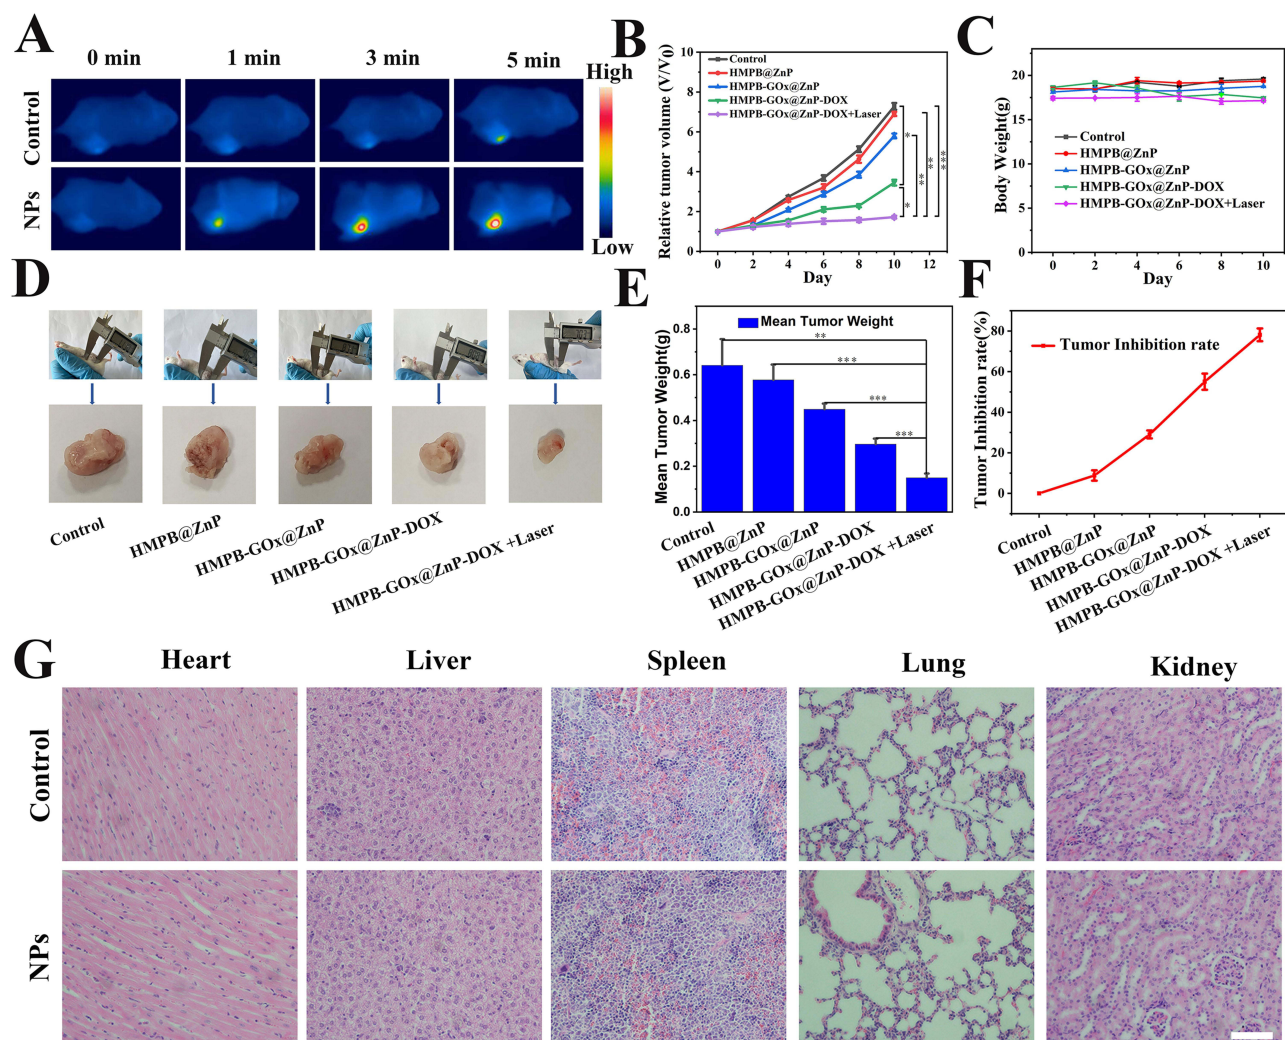 A
0 min
1 min
3 min
5 min
High
Low
Control
NPs
B
Relative tumor volume (V/V0)
10
8
6
4
2
0
0
2
4
6
8
10
12
Day
Control
HMPB@ZnP
HMPB-GOx@ZnP
HMPB-GOx@ZnP-DOX
HMPB-GOx@ZnP-DOX+Laser
*
*
**
**
***
C
Body Weight(g)
20
15
10
5
0
0
2
4
6
8
10
Day
Control
HMPB@ZnP
HMPB-GOx@ZnP
HMPB-GOx@ZnP-DOX
HMPB-GOx@ZnP-DOX+Laser
D
Control
HMPB@ZnP
HMPB-GOx@ZnP
HMPB-GOx@ZnP-DOX
HMPB-GOx@ZnP-DOX +Laser
E
Mean Tumor Weight(g)
0.8
0.6
0.4
0.2
0.0
Mean Tumor Weight
**
***
***
***
Control
HMPB@ZnP
HMPB-GOx@ZnP
HMPB-GOx@ZnP-DOX
HMPB-GOx@ZnP-DOX +Laser
F
Tumor Inhibition rate(%)
80
60
40
20
0
Tumor Inhibition rate
Control
HMPB@ZnP
HMPB-GOx@ZnP
HMPB-GOx@ZnP-DOX
HMPB-GOx@ZnP-DOX +Laser
G
Heart
Liver
Spleen
Lung
Kidney
Control
NPs